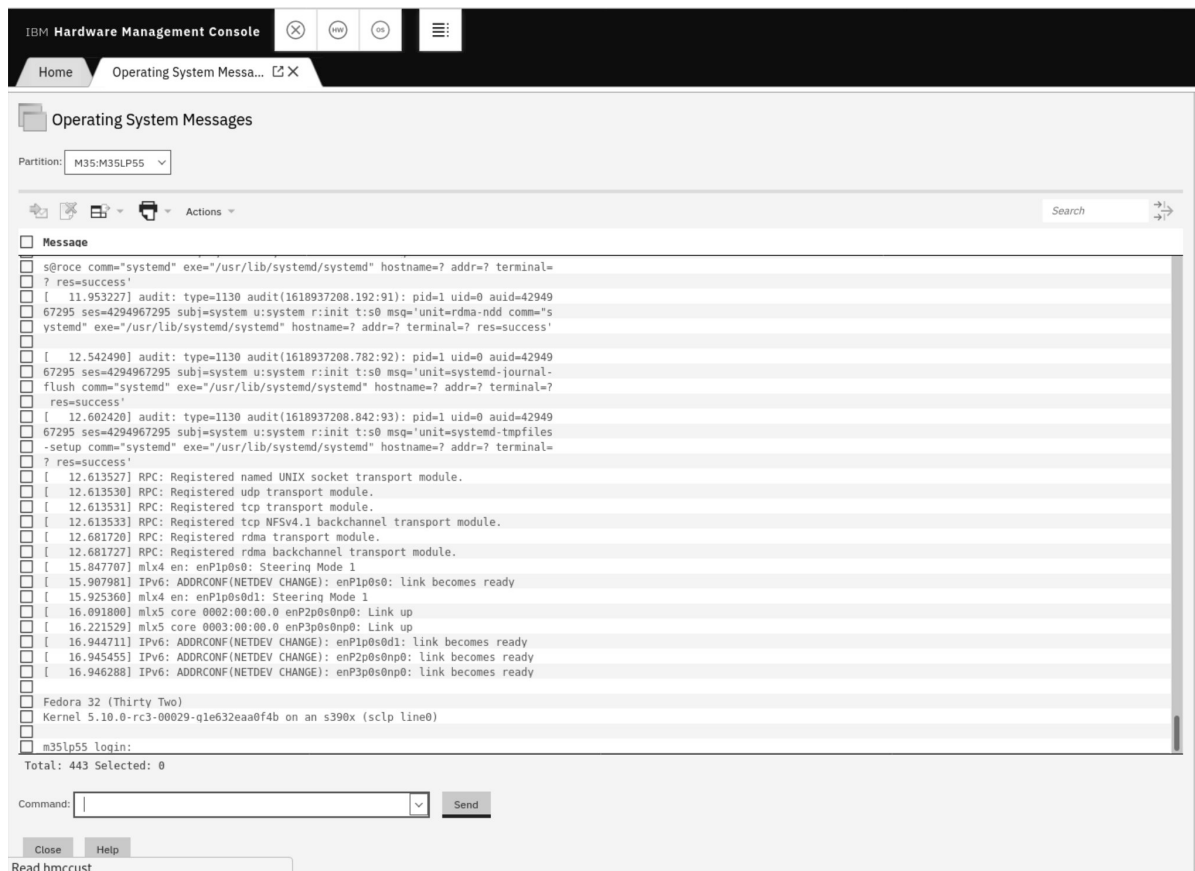 IBM Hardware Management Console
HW
OS
Home
Operating System Messa...
Operating System Messages
Partition: M35:M35LP55
Actions
Search
Message
s@roce comm="systemd" exe="/usr/lib/systemd/systemd" hostname=? addr=? terminal=
? res=success'
[   11.953227] audit: type=1130 audit(1618937208.192:91): pid=1 uid=0 auid=42949
67295 ses=4294967295 subj=system u:system r:init t:s0 msg='unit=rdma-ndd comm="s
ystemd" exe="/usr/lib/systemd/systemd" hostname=? addr=? terminal=? res=success'
[   12.542490] audit: type=1130 audit(1618937208.782:92): pid=1 uid=0 auid=42949
67295 ses=4294967295 subj=system u:system r:init t:s0 msg='unit=systemd-journal-
flush comm="systemd" exe="/usr/lib/systemd/systemd" hostname=? addr=? terminal=?
 res=success'
[   12.602420] audit: type=1130 audit(1618937208.842:93): pid=1 uid=0 auid=42949
67295 ses=4294967295 subj=system u:system r:init t:s0 msg='unit=systemd-tmpfiles
-setup comm="systemd" exe="/usr/lib/systemd/systemd" hostname=? addr=? terminal=
? res=success'
[   12.613527] RPC: Registered named UNIX socket transport module.
[   12.613530] RPC: Registered udp transport module.
[   12.613531] RPC: Registered tcp transport module.
[   12.613533] RPC: Registered tcp NFSv4.1 backchannel transport module.
[   12.681720] RPC: Registered rdma transport module.
[   12.681727] RPC: Registered rdma backchannel transport module.
[   15.847707] mlx4 en: enP1p0s0: Steering Mode 1
[   15.907981] IPv6: ADDRCONF(NETDEV CHANGE): enP1p0s0: link becomes ready
[   15.925360] mlx4 en: enP1p0s0d1: Steering Mode 1
[   16.091800] mlx5 core 0002:00:00.0 enP2p0s0np0: Link up
[   16.221529] mlx5 core 0003:00:00.0 enP3p0s0np0: Link up
[   16.944711] IPv6: ADDRCONF(NETDEV CHANGE): enP1p0s0d1: link becomes ready
[   16.945455] IPv6: ADDRCONF(NETDEV CHANGE): enP2p0s0np0: link becomes ready
[   16.946288] IPv6: ADDRCONF(NETDEV CHANGE): enP3p0s0np0: link becomes ready
Fedora 32 (Thirty Two)
Kernel 5.10.0-rc3-00029-g1e632eaa0f4b on an s390x (sclp line0)
m35lp55 login:
Total: 443 Selected: 0
Command:
Send
Close
Help
Read hmccust